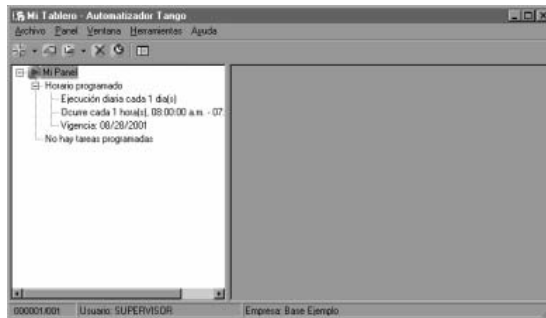 Mi Tablero - Automatizador Tango
Archivo Panel Ventana Herramientas Ayuda
Mi Panel
Horario programado
Ejecución diaria cada 1 dia(s)
Ocurre cada 1 hora(s), 08:00:00 a.m. - 07:
Vigencia: 08/28/2001
No hay tareas programadas
000001/001 Usuario: SUPERVISOR Empresa: Base Ejemplo